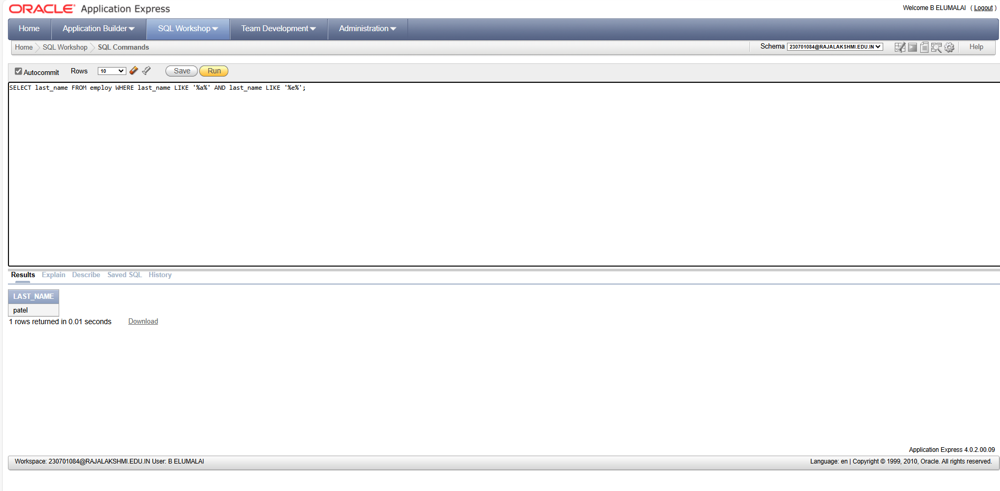 ORACLE® Application Express
Welcome B ELUMALAI ( Logout )
Home Application Builder SQL Workshop Team Development Administration
Home SQL Workshop SQL Commands
Schema 230701084@RAJALAKSHMI.EDU.IN Help
Autocommit Rows 10 Save Run
SELECT last_name FROM employ WHERE last_name LIKE '%a%' AND last_name LIKE '%e%';
Results Explain Describe Saved SQL History
LAST_NAME
patel
1 rows returned in 0.01 seconds Download
Application Express 4.0.2.00.09
Workspace: 230701084@RAJALAKSHMI.EDU.IN User: B ELUMALAI
Language: en | Copyright © 1999, 2010, Oracle. All rights reserved.